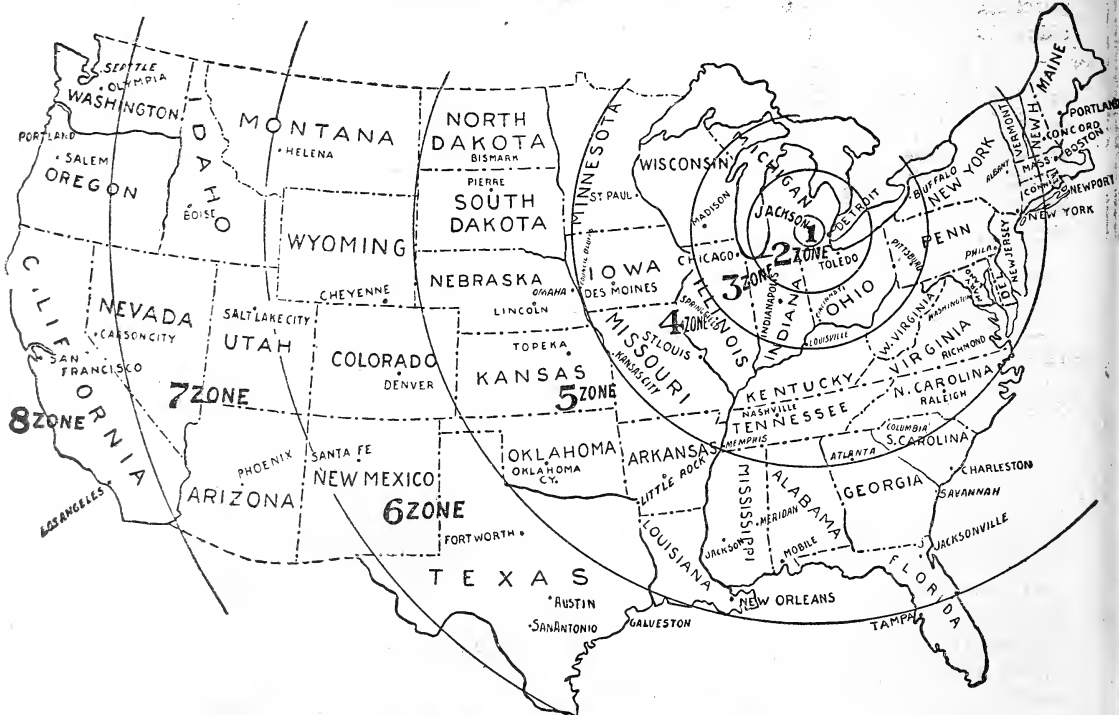 SEATTLE
OLYMPIA
WASHINGTON
PORTLAND
SALEM
OREGON
IDAHO
BOISE
MONTANA
HELENA
WYOMING
CHEYENNE
NORTH
DAKOTA
BISMARK
PIERRE
SOUTH
DAKOTA
NEBRASKA
OMAHA
LINCOLN
MINNESOTA
ST PAUL
WISCONSIN
MADISON
CHIGAN
JACKSON
DETROIT
1
2 ZONE
TOLEDO
3 ZONE
CHICAGO
IOWA
DES MOINES
4 ZONE
ILLINOIS
INDIANAPOLIS
INDIANA
CINCINNATI
OHIO
LOUISVILLE
PITTSBURG
PENN
PHILA
BUFFALO
NEW YORK
ALBANY
VERMONT
NEW H
MAINE
PORTLAND
CONCORD
MASS
BOSTON
CONN
NEWPORT
NEW YORK
NEW JERSEY
DEL
WASHINGTON
W. VIRGINIA
VIRGINIA
RICHMOND
CALIFORNIA
NEVADA
CARSON CITY
SAN
FRANCISCO
8 ZONE
LOS ANGELES
SALT LAKE CITY
UTAH
7 ZONE
COLORADO
DENVER
TOPEKA
KANSAS
5 ZONE
MISSOURI
ST LOUIS
KANSAS CITY
KENTUCKY
NASHVILLE
TENNESSEE
MEMPHIS
N. CAROLINA
RALEIGH
COLUMBIA
S. CAROLINA
CHARLESTON
ATLANTA
GEORGIA
SAVANNAH
PHOENIX
ARIZONA
SANTA FE
NEW MEXICO
6 ZONE
OKLAHOMA
OKLAHOMA
CY.
ARKANSAS
LITTLE ROCK
MISSISSIPPI
JACKSON
MERIDAN
ALABAMA
MOBILE
JACKSONVILLE
FLORIDA
TAMPA
FORT WORTH
TEXAS
AUSTIN
SAN ANTONIO
GALVESTON
LOUISIANA
NEW ORLEANS